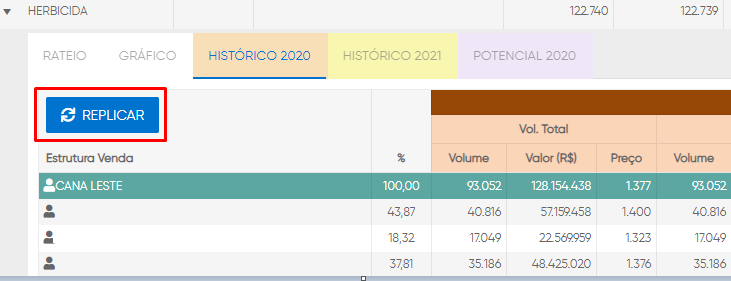 HERBICIDA 122.740 122.739
RATEIO GRÁFICO HISTÓRICO 2020 HISTÓRICO 2021 POTENCIAL 2020
REPLICAR
Vol. Total
Estrutura Venda % Volume Valor (R$) Preço Volume
CANA LESTE 100,00 93.052 128.154.438 1.377 93.052
43,87 40.816 57.159.458 1.400 40.816
18,32 17.049 22.569.959 1.323 17.049
37,81 35.186 48.425.020 1.376 35.186